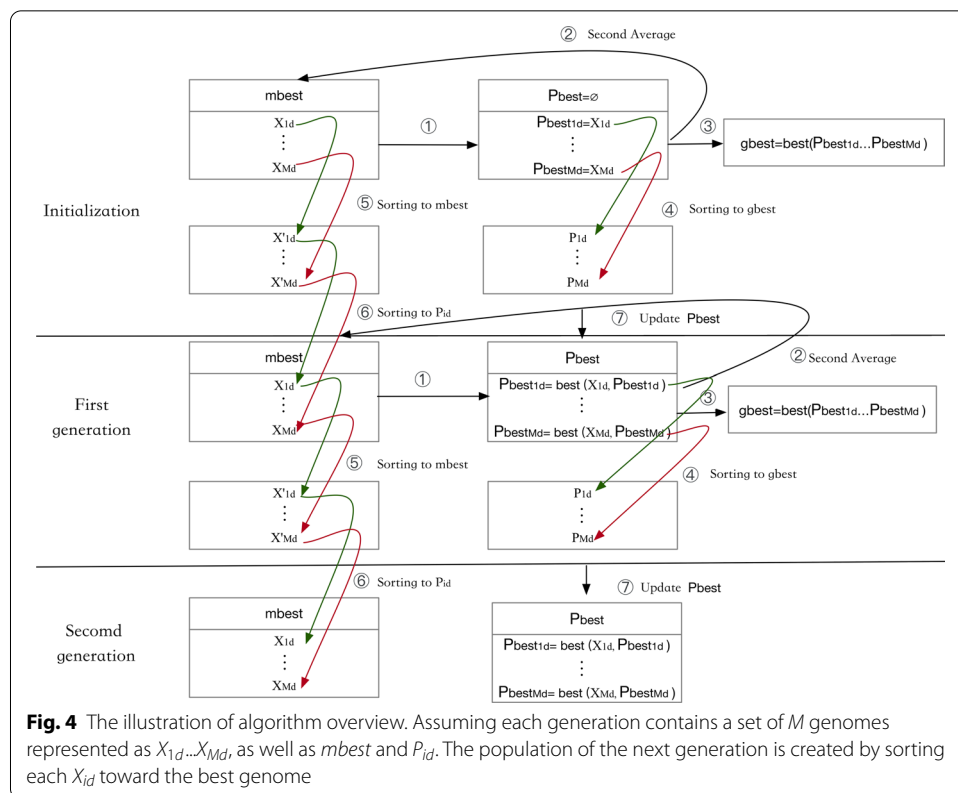 ② Second Average
mbest
Pbest=∅
X1d
⋮
XMd
①
Pbest1d=X1d
⋮
PbestMd=XMd
③
gbest=best(Pbest1d...PbestMd )
Initialization
⑤ Sorting to mbest
④ Sorting to gbest
X'1d
⋮
X'Md
P1d
⋮
PMd
⑥ Sorting to Pid
⑦ Update Pbest
mbest
Pbest
② Second Average
X1d
⋮
XMd
①
Pbest1d= best (X1d, Pbest1d )
⋮
PbestMd= best (XMd, PbestMd )
③
gbest=best(Pbest1d...PbestMd )
First
generation
⑤ Sorting to mbest
④ Sorting to gbest
X'1d
⋮
X'Md
P1d
⋮
PMd
⑥ Sorting to Pid
⑦ Update Pbest
mbest
Pbest
Secomd
generation
X1d
⋮
XMd
Pbest1d= best (X1d, Pbest1d )
⋮
PbestMd= best (XMd, PbestMd )
Fig. 4 The illustration of algorithm overview. Assuming each generation contains a set of M genomes
represented as X1d...XMd, as well as mbest and Pid. The population of the next generation is created by sorting
each Xid toward the best genome